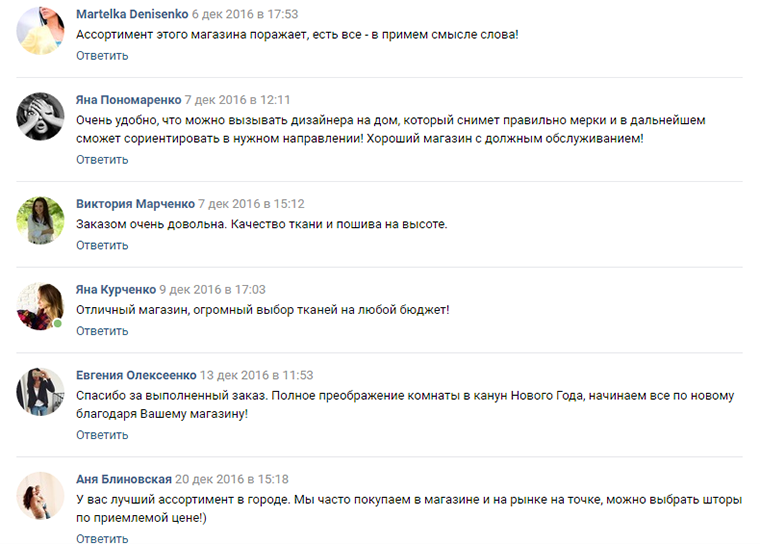 Martelka Denisenko 6 дек 2016 в 17:53
Ассортимент этого магазина поражает, есть все - в примем смысле слова!
Ответить
Яна Пономаренко 7 дек 2016 в 12:11
Очень удобно, что можно вызывать дизайнера на дом, который снимет правильно мерки и в дальнейшем
сможет сориентировать в нужном направлении! Хороший магазин с должным обслуживанием!
Ответить
Виктория Марченко 7 дек 2016 в 15:12
Заказом очень довольна. Качество ткани и пошива на высоте.
Ответить
Яна Курченко 9 дек 2016 в 17:03
Отличный магазин, огромный выбор тканей на любой бюджет!
Ответить
Евгения Олексеенко 13 дек 2016 в 11:53
Спасибо за выполненный заказ. Полное преображение комнаты в канун Нового Года, начинаем все по новому
благодаря Вашему магазину!
Ответить
Аня Блиновская 20 дек 2016 в 15:18
У вас лучший ассортимент в городе. Мы часто покупаем в магазине и на рынке на точке, можно выбрать шторы
по приемлемой цене!)
Ответить